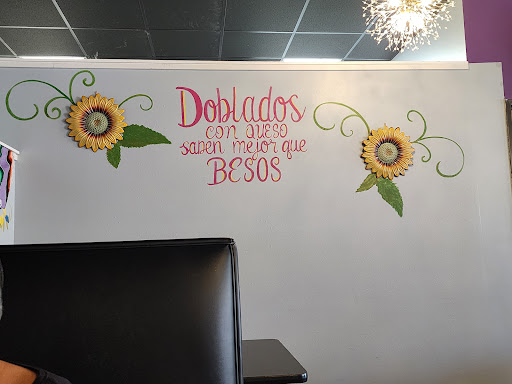 Doblados
con queso
saben mejor que
BESOS